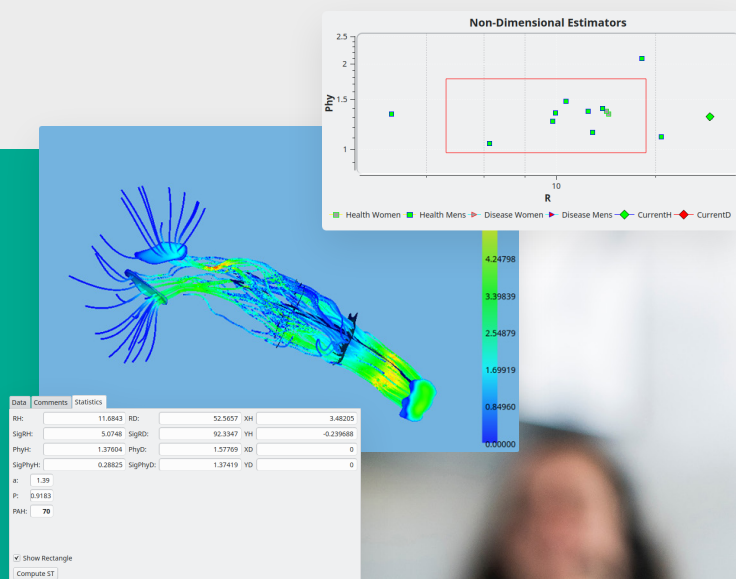 Non-Dimensional Estimators
2.5
2
1.5
1
Phy
10
R
Health Women Health Mens Disease Women Disease Mens CurrentH CurrentD
4.24798
3.39839
2.54879
1.69919
0.84960
0.00000
Data Comments Statistics
RH: 11.6843 RD: 52.5657 XH 3.48205
SigRH: 5.0748 SigRD: 92.3347 YH -0.239688
PhyH: 1.37604 PhyD: 1.57769 XD 0
SigPhyH: 0.28825 SigPhyD: 1.37419 YD 0
a: 1.39
P: 0.9183
PAH: 70
Show Rectangle
Compute ST